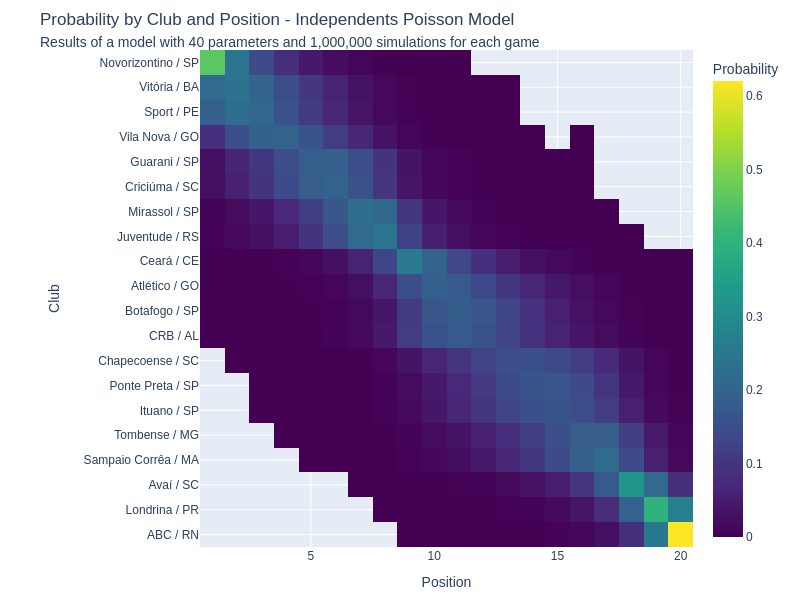 Probability by Club and Position - Independents Poisson Model
Results of a model with 40 parameters and 1,000,000 simulations for each game
Probability
Novorizontino / SP
Vitória / BA
Sport / PE
Vila Nova / GO
Guarani / SP
Criciúma / SC
Mirassol / SP
Juventude / RS
Ceará / CE
Atlético / GO
Botafogo / SP
CRB / AL
Chapecoense / SC
Ponte Preta / SP
Ituano / SP
Tombense / MG
Sampaio Corrêa / MA
Avaí / SC
Londrina / PR
ABC / RN
Club
5 10 15 20
Position
0.6
0.5
0.4
0.3
0.2
0.1
0